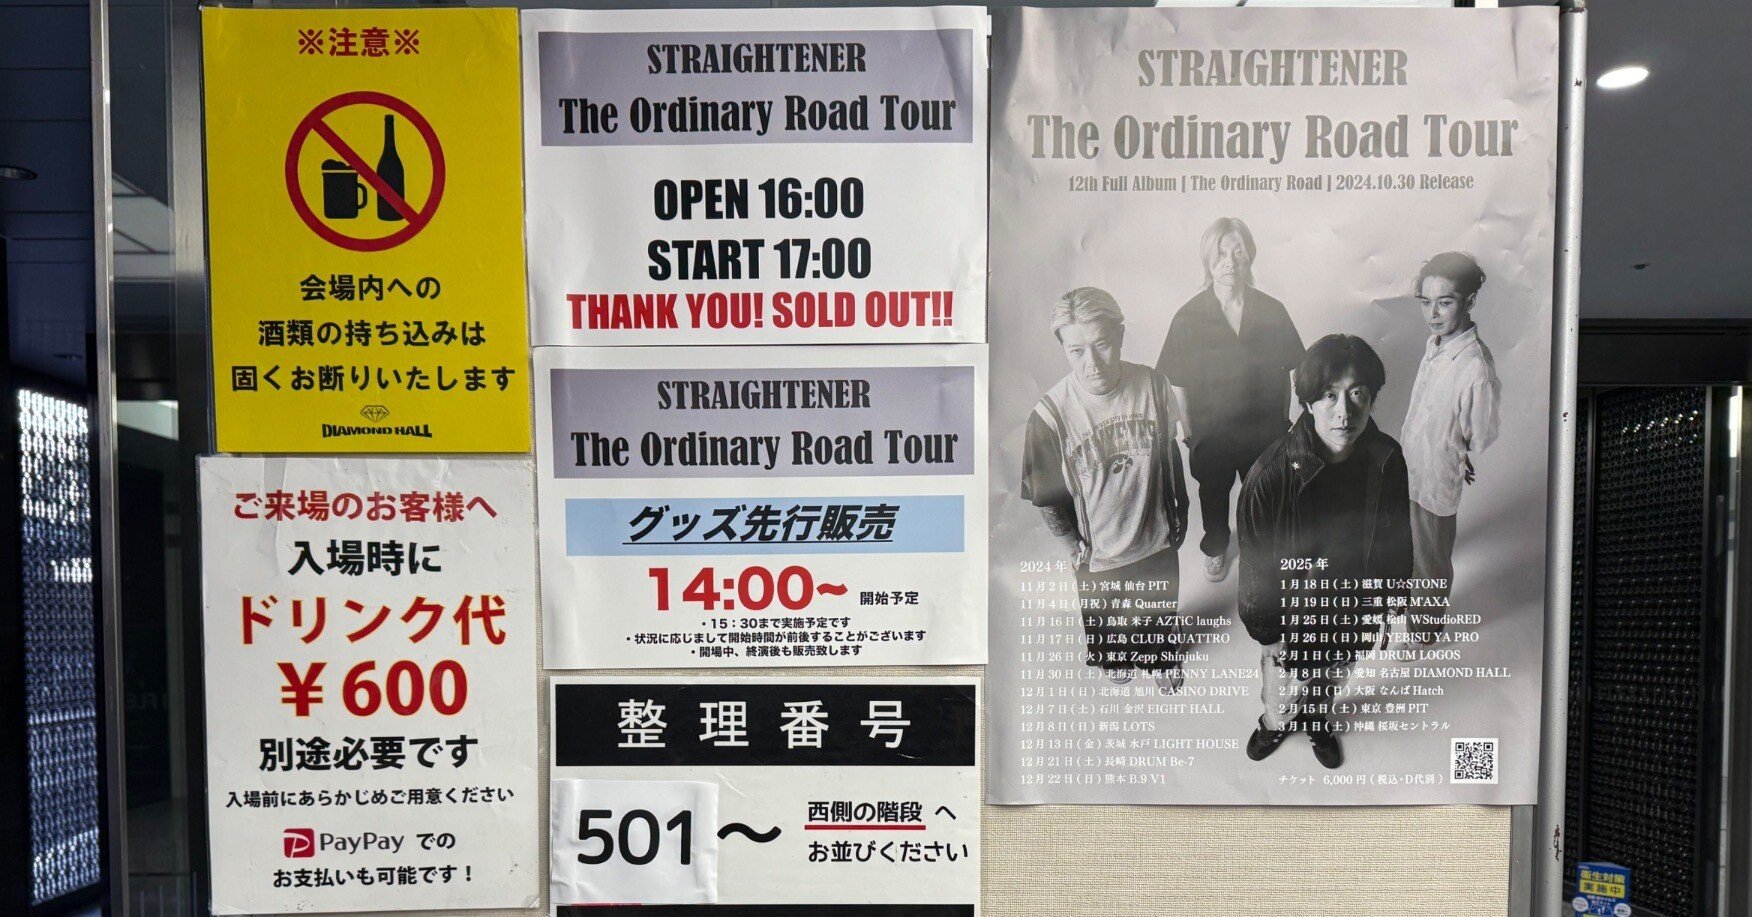 ※注意※
会場内への
酒類の持ち込みは
固くお断りいたします
DIAMOND HALL
ご来場のお客様へ
入場時に
ドリンク代
¥600
別途必要です
入場前にあらかじめご用意ください
PayPay での
お支払いも可能です！
STRAIGHTENER
The Ordinary Road Tour
OPEN 16:00
START 17:00
THANK YOU! SOLD OUT!!
STRAIGHTENER
The Ordinary Road Tour
グッズ先行販売
14:00〜 開始予定
・15：30まで実施予定です
・状況に応じまして開始時間が前後することがございます
・開場中、終演後も販売致します
整理番号
501〜
西側の階段へ
お並びください
STRAIGHTENER
The Ordinary Road Tour
12th Full Album [ The Ordinary Road ] 2024.10.30 Release
2024年
11月2日(土) 宮城 仙台 PIT
11月4日(月祝) 青森 Quarter
11月16日(土) 鳥取 米子 AZTiC laughs
11月17日(日) 広島 CLUB QUATTRO
11月26日(火) 東京 Zepp Shinjuku
11月30日(土) 北海道 札幌 PENNY LANE24
12月1日(日) 北海道 旭川 CASINO DRIVE
12月7日(土) 石川 金沢 EIGHT HALL
12月8日(日) 新潟 LOTS
12月13日(金) 茨城 水戸 LIGHT HOUSE
12月21日(土) 長崎 DRUM Be-7
12月22日(日) 熊本 B.9 V1
2025年
1月18日(土) 滋賀 U☆STONE
1月19日(日) 三重 松阪 M'AXA
1月25日(土) 愛媛 松山 WStudioRED
1月26日(日) 岡山 YEBISU YA PRO
2月1日(土) 福岡 DRUM LOGOS
2月8日(土) 愛知 名古屋 DIAMOND HALL
2月9日(日) 大阪 なんば Hatch
2月15日(土) 東京 豊洲 PIT
3月1日(土) 沖縄 桜坂セントラル
チケット 6,000円 (税込・D代別)
衛生対策
実施中